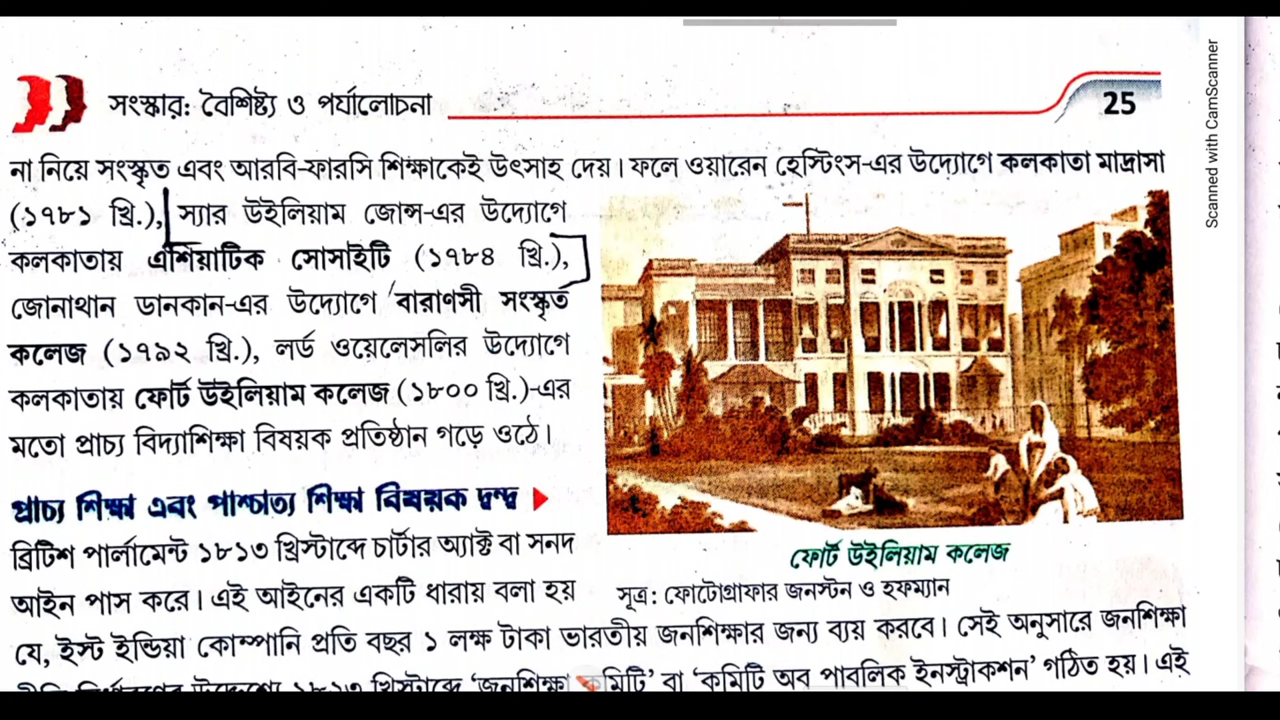 সংস্কার: বৈশিষ্ট্য ও পর্যালোচনা
25
না নিয়ে সংস্কৃত এবং আরবি-ফারসি শিক্ষাকেই উৎসাহ দেয়। ফলে ওয়ারেন হেস্টিংস-এর উদ্যোগে কলকাতা মাদ্রাসা
(১৭৮১ খ্রি.), স্যার উইলিয়াম জোন্স-এর উদ্যোগে
কলকাতায় এশিয়াটিক সোসাইটি (১৭৮৪ খ্রি.),
জোনাথান ডানকান-এর উদ্যোগে বারাণসী সংস্কৃত
কলেজ (১৭৯২ খ্রি.), লর্ড ওয়েলেসলির উদ্যোগে
কলকাতায় ফোর্ট উইলিয়াম কলেজ (১৮০০ খ্রি.)-এর
মতো প্রাচ্য বিদ্যাশিক্ষা বিষয়ক প্রতিষ্ঠান গড়ে ওঠে।
প্রাচ্য শিক্ষা এবং পাশ্চাত্য শিক্ষা বিষয়ক দ্বন্দ্ব
ব্রিটিশ পার্লামেন্ট ১৮১৩ খ্রিস্টাব্দে চার্টার অ্যাক্ট বা সনদ
আইন পাস করে। এই আইনের একটি ধারায় বলা হয়
ফোর্ট উইলিয়াম কলেজ
সূত্র: ফোটোগ্রাফার জনস্টন ও হফম্যান
যে, ইস্ট ইন্ডিয়া কোম্পানি প্রতি বছর ১ লক্ষ টাকা ভারতীয় জনশিক্ষার জন্য ব্যয় করবে। সেই অনুসারে জনশিক্ষা
উদ্দেশ্যে ১৮২৩ খ্রিস্টাব্দে ‘জনশিক্ষা কমিটি’ বা ‘কমিটি অব পাবলিক ইনস্ট্রাকশন’ গঠিত হয়। এই
Scanned with CamScanner